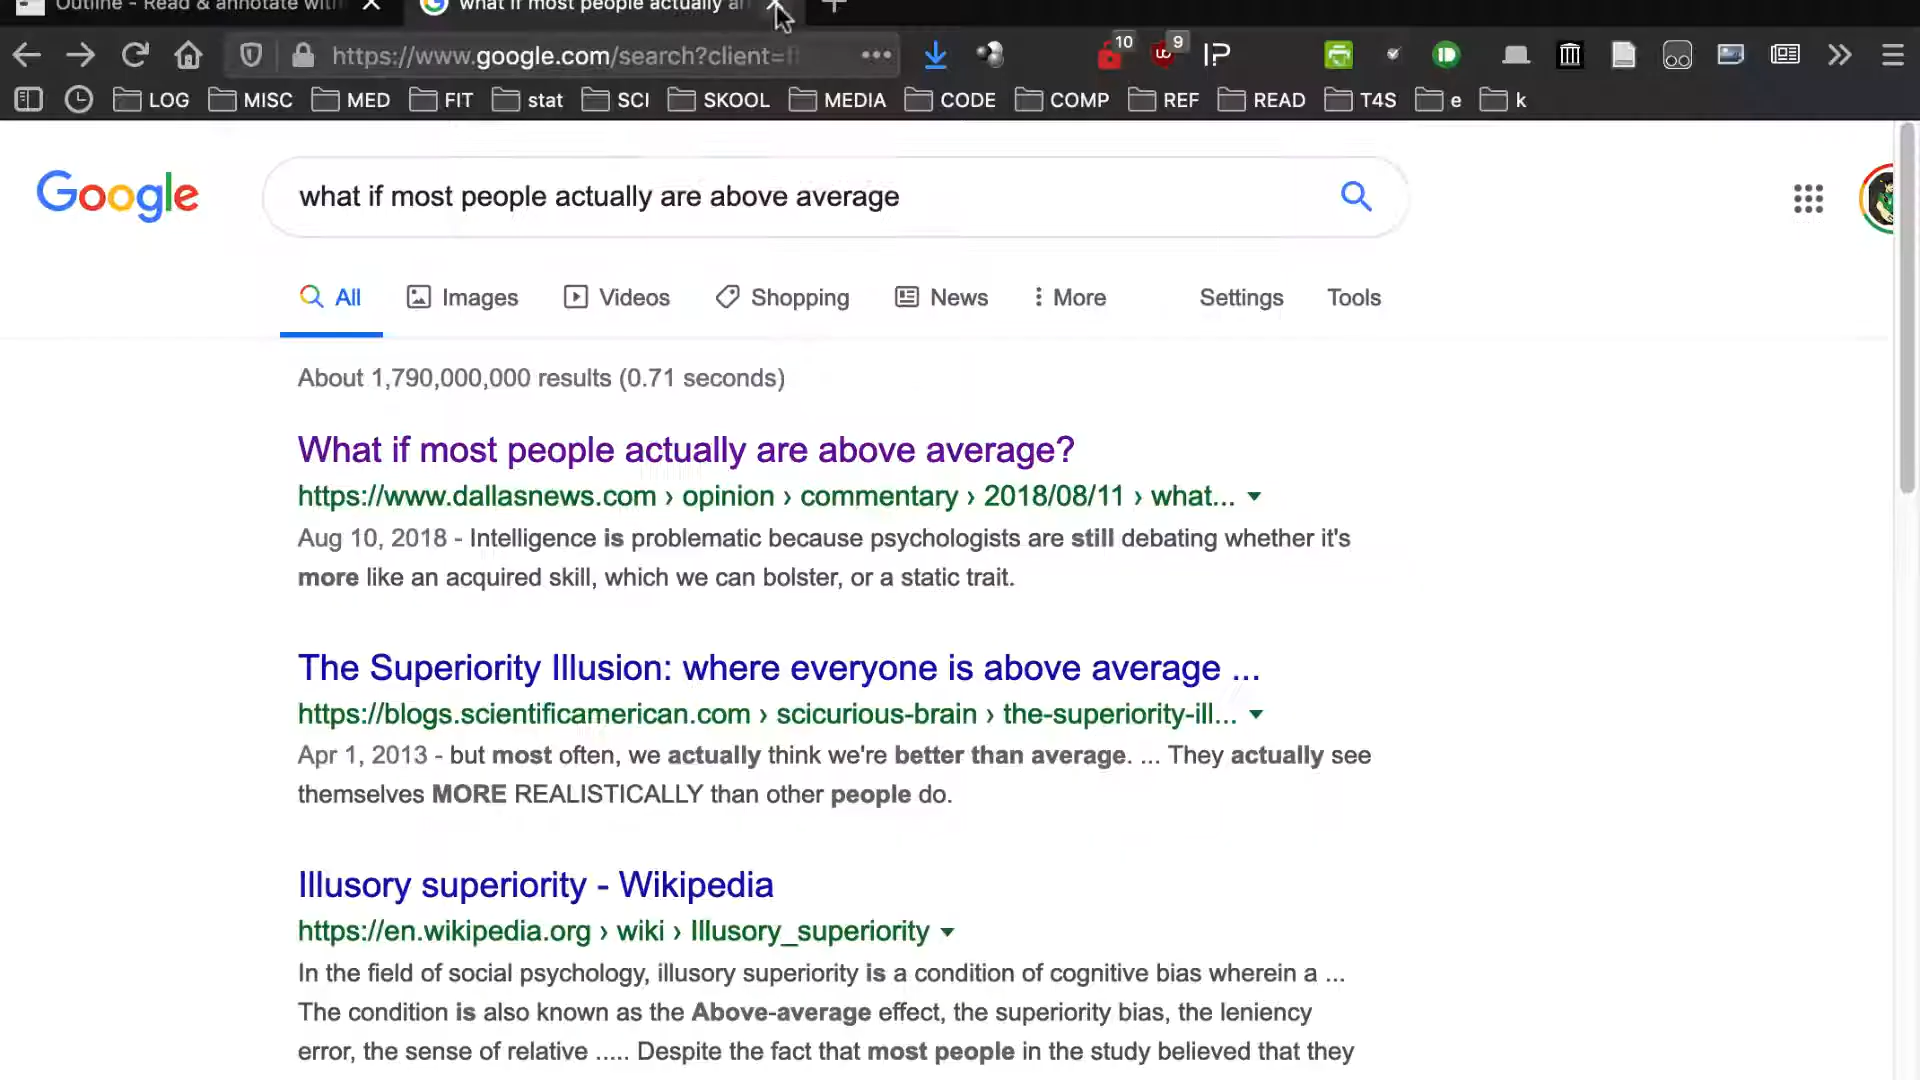 Outline - Read & annotate with
what if most people actually ar
https://www.google.com/search?client=f
10
9
LOG MISC MED FIT stat SCI SKOOL MEDIA CODE COMP REF READ T4S e k
Google
what if most people actually are above average
All Images Videos Shopping News More Settings Tools
About 1,790,000,000 results (0.71 seconds)
What if most people actually are above average?
https://www.dallasnews.com › opinion › commentary › 2018/08/11 › what...
Aug 10, 2018 - Intelligence is problematic because psychologists are still debating whether it's
more like an acquired skill, which we can bolster, or a static trait.
The Superiority Illusion: where everyone is above average ...
https://blogs.scientificamerican.com › scicurious-brain › the-superiority-ill...
Apr 1, 2013 - but most often, we actually think we're better than average. ... They actually see
themselves MORE REALISTICALLY than other people do.
Illusory superiority - Wikipedia
https://en.wikipedia.org › wiki › Illusory_superiority
In the field of social psychology, illusory superiority is a condition of cognitive bias wherein a ...
The condition is also known as the Above-average effect, the superiority bias, the leniency
error, the sense of relative ..... Despite the fact that most people in the study believed that they